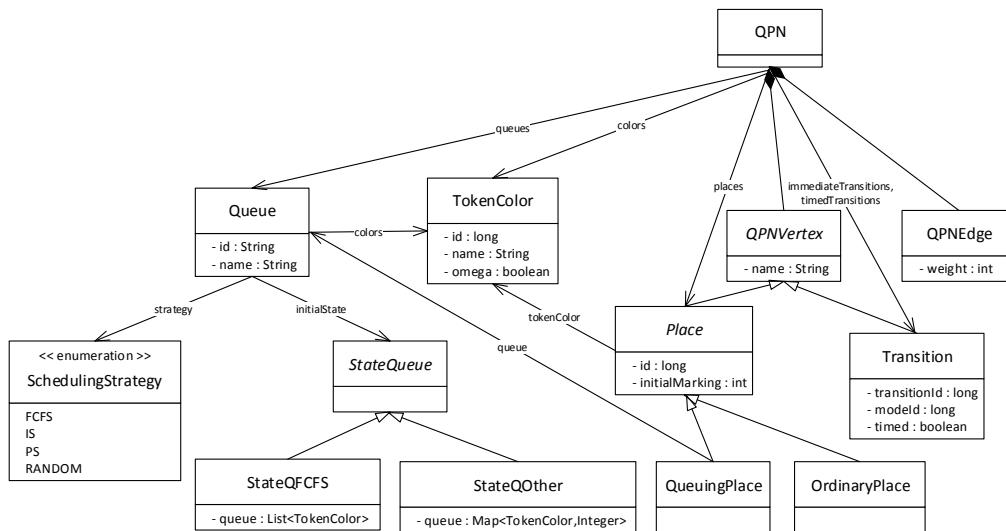 QPN
queues
colors
places
immediateTransitions,
timedTransitions
Queue
- id : String
- name : String
colors
TokenColor
- id : long
- name : String
- omega : boolean
QPNVertex
- name : String
QPNEdge
- weight : int
strategy
initialState
tokenColor
queue
<< enumeration >>
SchedulingStrategy
FCFS
IS
PS
RANDOM
StateQueue
Place
- id : long
- initialMarking : int
Transition
- transitionId : long
- modeId : long
- timed : boolean
StateQFCFS
- queue : List<TokenColor>
StateQOther
- queue : Map<TokenColor,Integer>
QueuingPlace
OrdinaryPlace